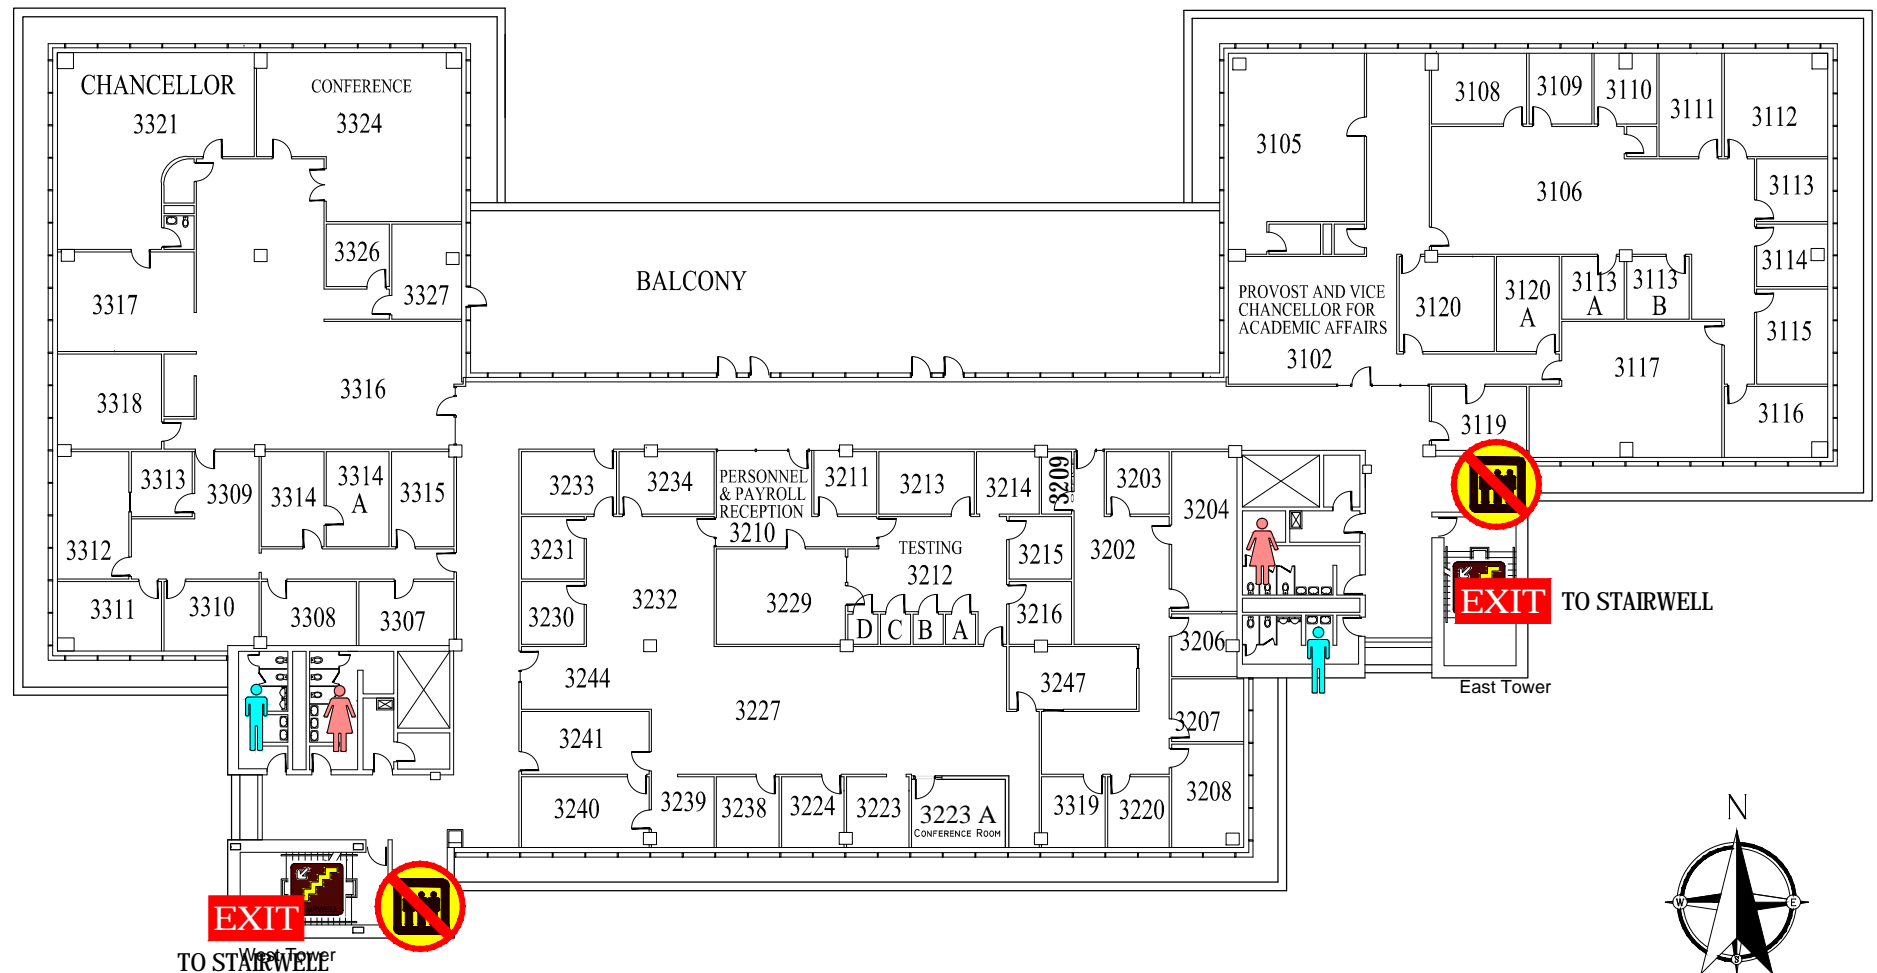 CHANCELLOR
3321
CONFERENCE
3324
3326
3327
3317
3318
3316
3313
3309
3314
3314
A
3315
3312
3311
3310
3308
3307
BALCONY
3105
3108
3109
3110
3111
3112
3106
3113
3114
3115
3116
PROVOST AND VICE
CHANCELLOR FOR
ACADEMIC AFFAIRS
3102
3120
3120
A
3113
A
3113
B
3117
3119
3233
3234
PERSONNEL
& PAYROLL
RECEPTION
3210
3211
3213
3214
3209
3203
3204
3231
3230
3232
3229
TESTING
3212
D
C
B
A
3215
3216
3202
3206
3207
3208
3244
3241
3227
3247
3240
3239
3238
3224
3223
3223 A
CONFERENCE ROOM
3319
3220
EXIT TO STAIRWELL
East Tower
EXIT
West Tower
TO STAIRWELL
N
W
E
S